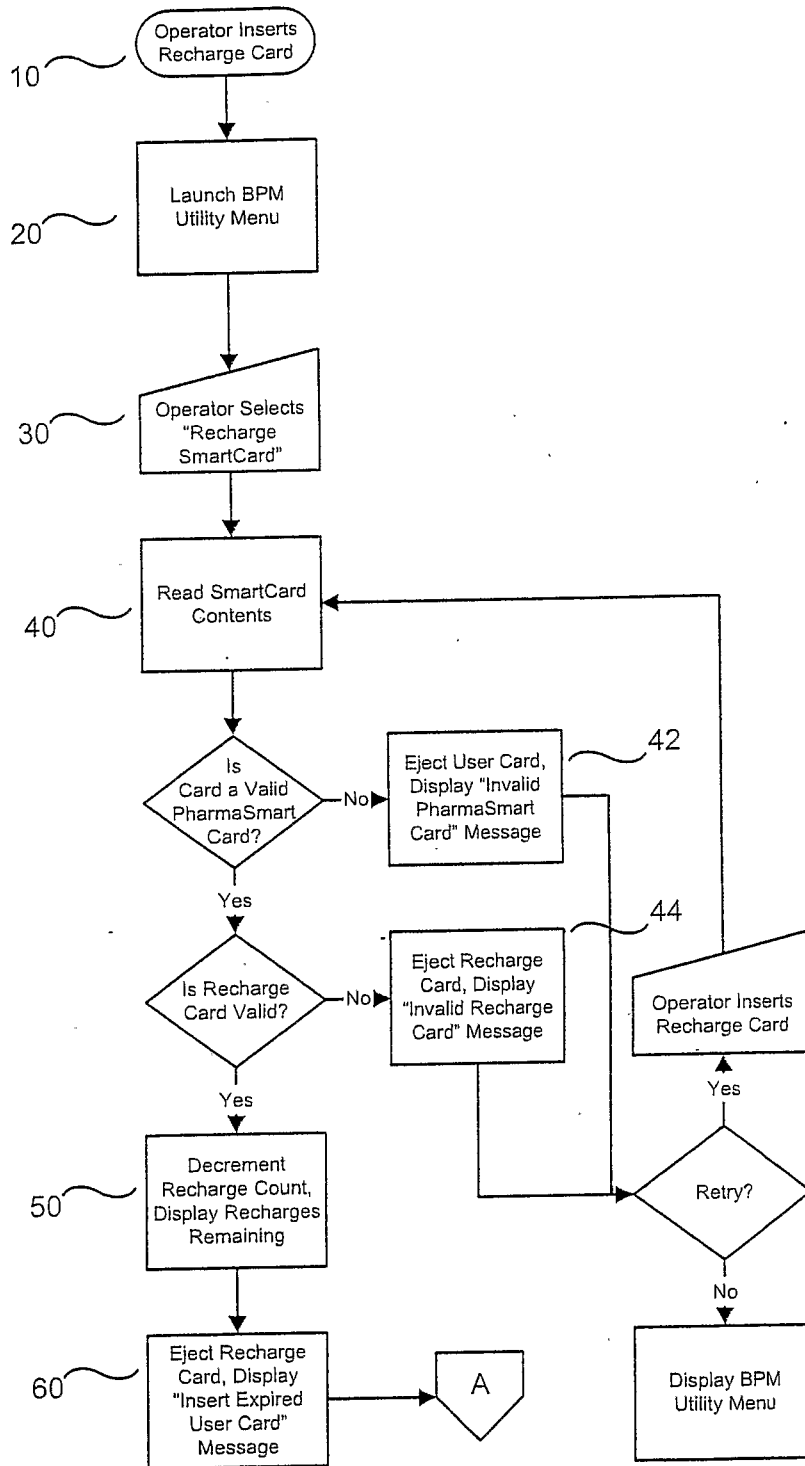 Operator Inserts
Recharge Card
10
Launch BPM
Utility Menu
20
Operator Selects
"Recharge
SmartCard"
30
Read SmartCard
Contents
40
Is
Card a Valid
PharmaSmart
Card?
No
Eject User Card,
Display "Invalid
PharmaSmart
Card" Message
42
Yes
Is Recharge
Card Valid?
No
Eject Recharge
Card, Display
"Invalid Recharge
Card" Message
44
Operator Inserts
Recharge Card
Yes
Yes
Decrement
Recharge Count,
Display Recharges
Remaining
50
Retry?
No
Eject Recharge
Card, Display
"Insert Expired
User Card"
Message
60
A
Display BPM
Utility Menu